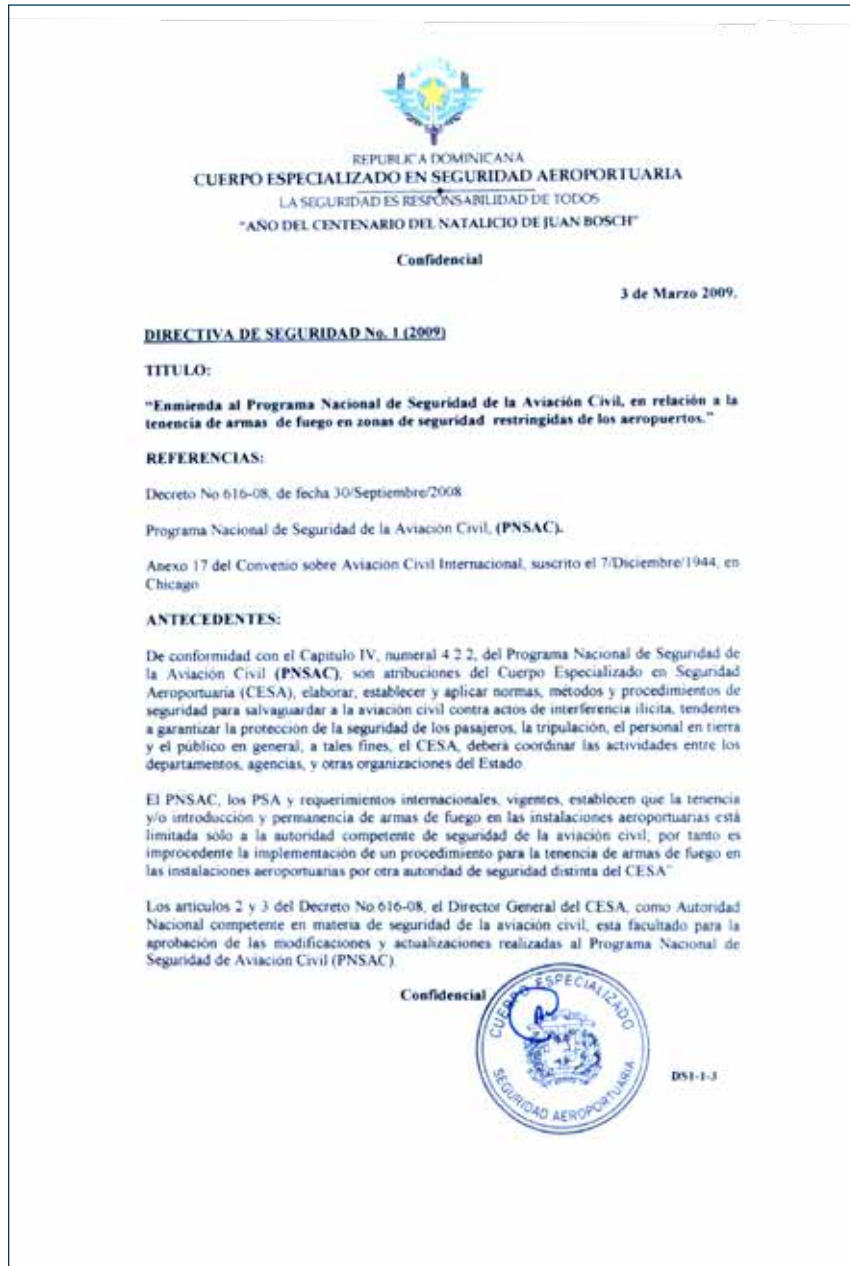 REPUBLICA DOMINICANA
CUERPO ESPECIALIZADO EN SEGURIDAD AEROPORTUARIA
LA SEGURIDAD ES RESPONSABILIDAD DE TODOS
"AÑO DEL CENTENARIO DEL NATALICIO DE JUAN BOSCH"
Confidencial
3 de Marzo 2009.
DIRECTIVA DE SEGURIDAD No. 1 (2009)
TITULO:
"Enmienda al Programa Nacional de Seguridad de la Aviación Civil, en relación a la
tenencia de armas de fuego en zonas de seguridad restringidas de los aeropuertos."
REFERENCIAS:
Decreto No 616-08, de fecha 30/Septiembre/2008
Programa Nacional de Seguridad de la Aviación Civil, (PNSAC).
Anexo 17 del Convenio sobre Aviación Civil Internacional, suscrito el 7/Diciembre/1944, en
Chicago
ANTECEDENTES:
De conformidad con el Capitulo IV, numeral 4.2.2, del Programa Nacional de Seguridad de
la Aviación Civil (PNSAC), son atribuciones del Cuerpo Especializado en Seguridad
Aeroportuaria (CESA), elaborar, establecer y aplicar normas, métodos y procedimientos de
seguridad para salvaguardar a la aviación civil contra actos de interferencia ilícita, tendentes
a garantizar la protección de la seguridad de los pasajeros, la tripulación, el personal en tierra
y el público en general, a tales fines, el CESA, deberá coordinar las actividades entre los
departamentos, agencias, y otras organizaciones del Estado
El PNSAC, los PSA y requerimientos internacionales, vigentes, establecen que la tenencia
y/o introducción y permanencia de armas de fuego en las instalaciones aeroportuarias está
limitada sólo a la autoridad competente de seguridad de la aviación civil, por tanto es
improcedente la implementación de un procedimiento para la tenencia de armas de fuego en
las instalaciones aeroportuarias por otra autoridad de seguridad distinta del CESA"
Los artículos 2 y 3 del Decreto No.616-08, el Director General del CESA, como Autoridad
Nacional competente en materia de seguridad de la aviación civil, esta facultado para la
aprobación de las modificaciones y actualizaciones realizadas al Programa Nacional de
Seguridad de Aviación Civil (PNSAC)
Confidencial
CUERPO ESPECIALIZADO
SEGURIDAD AEROPORTUARIA
DS1-1-3